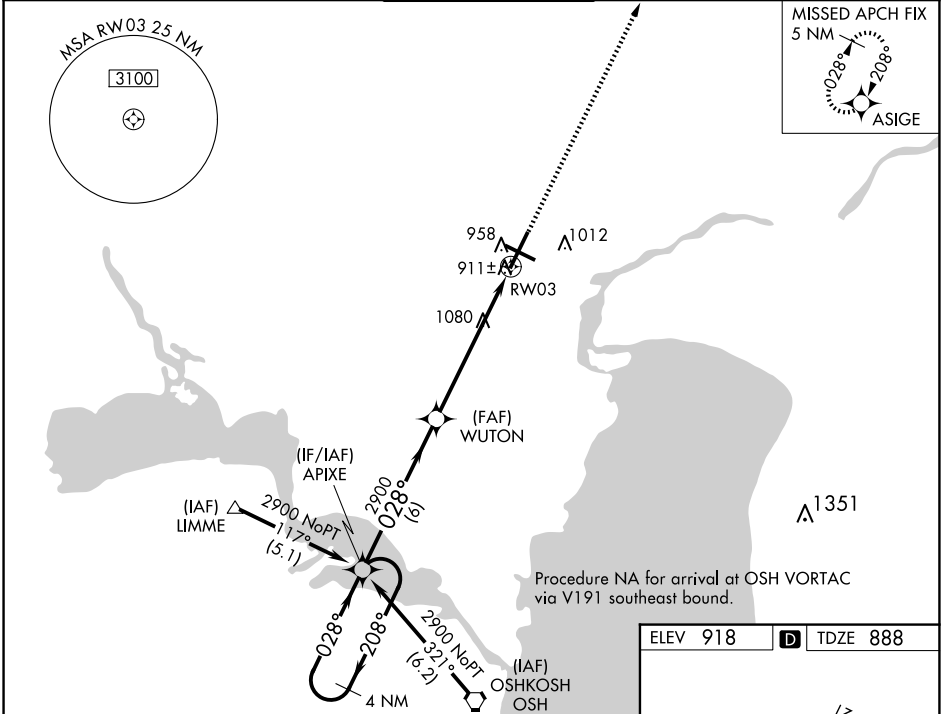 MSA RW03 25 NM
3100
MISSED APCH FIX
5 NM
028°
208°
ASIGE
958
1012
911±
RW03
1080
(FAF)
WUTON
(IF/IAF)
APIXE
2900
028°
(6)
(IAF)
LIMME
2900 NoPT
117°
(5.1)
1351
Procedure NA for arrival at OSH VORTAC
via V191 southeast bound.
028°
208°
4 NM
2900 NoPT
321°
(6.2)
(IAF)
OSHKOSH
OSH
ELEV 918 D TDZE 888